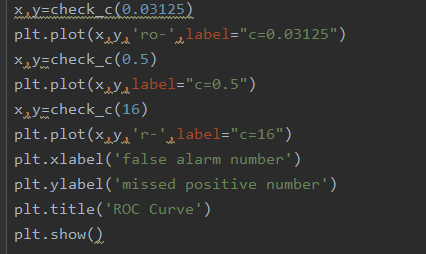 x,y=check_c(0.03125)
plt.plot(x,y,'ro-',label="c=0.03125")
x,y=check_c(0.5)
plt.plot(x,y,label="c=0.5")
x,y=check_c(16)
plt.plot(x,y,'r-',label="c=16")
plt.xlabel('false alarm number')
plt.ylabel('missed positive number')
plt.title('ROC Curve')
plt.show()